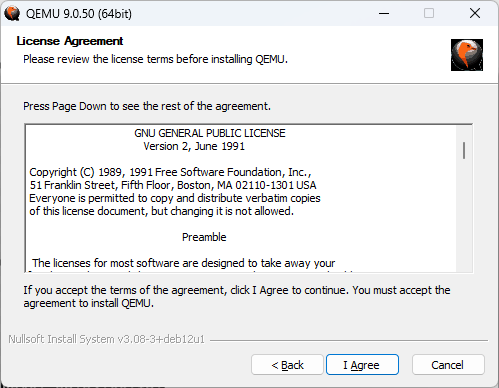 QEMU 9.0.50 (64bit)
License Agreement
Please review the license terms before installing QEMU.
Press Page Down to see the rest of the agreement.
GNU GENERAL PUBLIC LICENSE
Version 2, June 1991
Copyright (C) 1989, 1991 Free Software Foundation, Inc.,
51 Franklin Street, Fifth Floor, Boston, MA 02110-1301 USA
Everyone is permitted to copy and distribute verbatim copies
of this license document, but changing it is not allowed.
Preamble
The licenses for most software are designed to take away your
If you accept the terms of the agreement, click I Agree to continue. You must accept the
agreement to install QEMU.
Nullsoft Install System v3.08-3+deb12u1
< Back
I Agree
Cancel